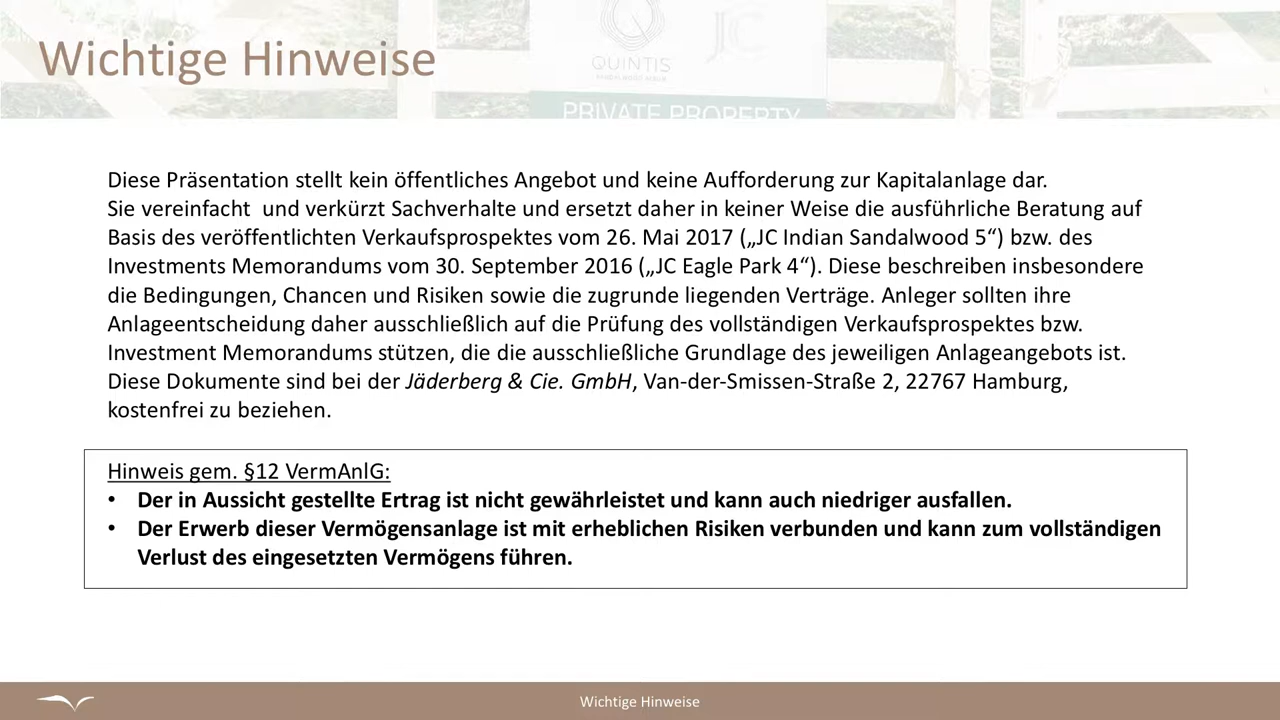 QUINTIS
JC
PRIVATE PROPERTY
Wichtige Hinweise
Diese Präsentation stellt kein öffentliches Angebot und keine Aufforderung zur Kapitalanlage dar.
Sie vereinfacht  und verkürzt Sachverhalte und ersetzt daher in keiner Weise die ausführliche Beratung auf
Basis des veröffentlichten Verkaufsprospektes vom 26. Mai 2017 („JC Indian Sandalwood 5“) bzw. des
Investments Memorandums vom 30. September 2016 („JC Eagle Park 4“). Diese beschreiben insbesondere
die Bedingungen, Chancen und Risiken sowie die zugrunde liegenden Verträge. Anleger sollten ihre
Anlageentscheidung daher ausschließlich auf die Prüfung des vollständigen Verkaufsprospektes bzw.
Investment Memorandums stützen, die die ausschließliche Grundlage des jeweiligen Anlageangebots ist.
Diese Dokumente sind bei der Jäderberg & Cie. GmbH, Van-der-Smissen-Straße 2, 22767 Hamburg,
kostenfrei zu beziehen.
Hinweis gem. §12 VermAnlG:
• Der in Aussicht gestellte Ertrag ist nicht gewährleistet und kann auch niedriger ausfallen.
• Der Erwerb dieser Vermögensanlage ist mit erheblichen Risiken verbunden und kann zum vollständigen
Verlust des eingesetzten Vermögens führen.
Wichtige Hinweise